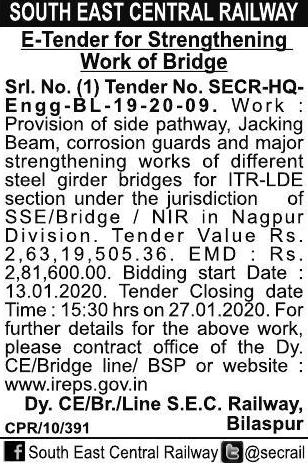 SOUTH EAST CENTRAL RAILWAY
E-Tender for Strengthening
Work of Bridge
Srl. No. (1) Tender No. SECR-HQ-
Engg-BL-19-20-09. Work :
Provision of side pathway, Jacking
Beam, corrosion guards and major
strengthening works of different
steel girder bridges for ITR-LDE
section under the jurisdiction of
SSE/Bridge / NIR in Nagpur
Division. Tender Value Rs.
2,63,19,505.36. EMD : Rs.
2,81,600.00. Bidding start Date :
13.01.2020. Tender Closing date
Time : 15:30 hrs on 27.01.2020. For
further details for the above work,
please contact office of the Dy.
CE/Bridge line/ BSP or website :
www.ireps.gov.in
Dy. CE/Br./Line S.E.C. Railway,
CPR/10/391 Bilaspur
f South East Central Railway @secrail